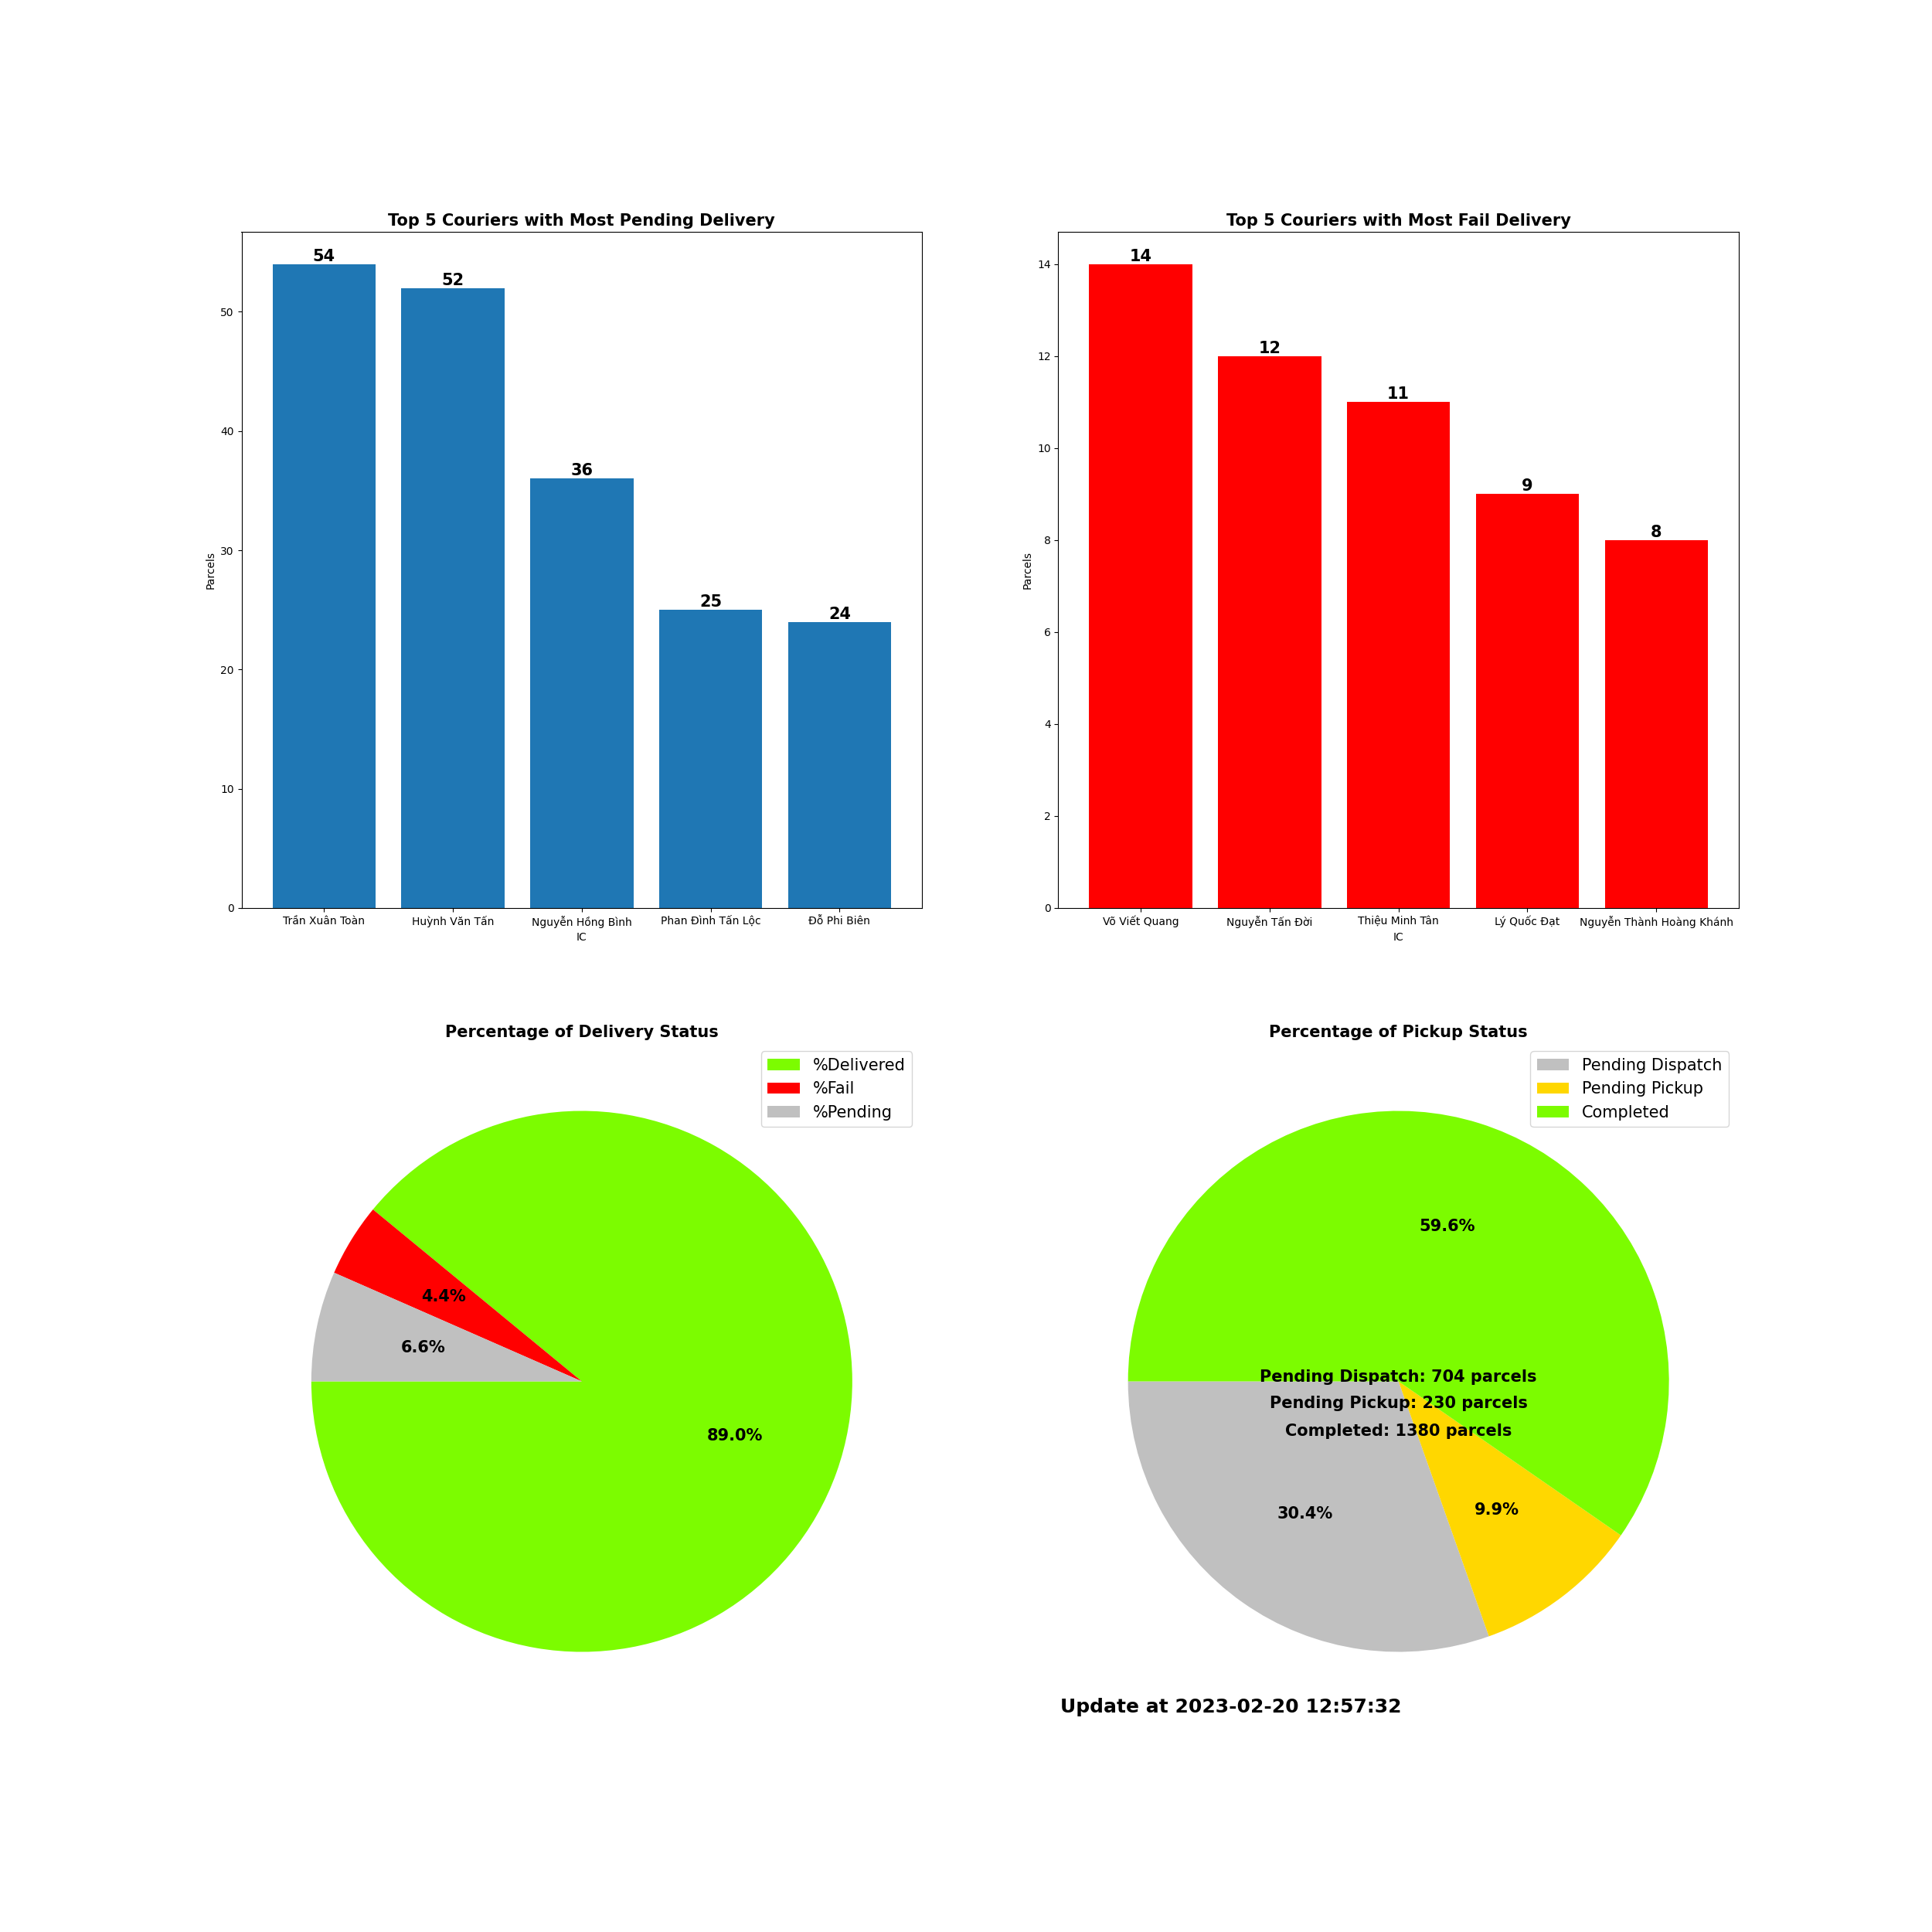 Top 5 Couriers with Most Pending Delivery
54
52
36
25
24
50
40
30
20
10
0
Parcels
Trần Xuân Toàn
Huỳnh Văn Tấn
Nguyễn Hồng Bình
Phan Đình Tấn Lộc
Đỗ Phi Biên
IC
Top 5 Couriers with Most Fail Delivery
14
12
11
9
8
14
12
10
8
6
4
2
0
Parcels
Võ Viết Quang
Nguyễn Tấn Đời
Thiệu Minh Tân
Lý Quốc Đạt
Nguyễn Thành Hoàng Khánh
IC
Percentage of Delivery Status
%Delivered
%Fail
%Pending
4.4%
6.6%
89.0%
Percentage of Pickup Status
Pending Dispatch
Pending Pickup
Completed
59.6%
Pending Dispatch: 704 parcels
Pending Pickup: 230 parcels
Completed: 1380 parcels
30.4%
9.9%
Update at 2023-02-20 12:57:32